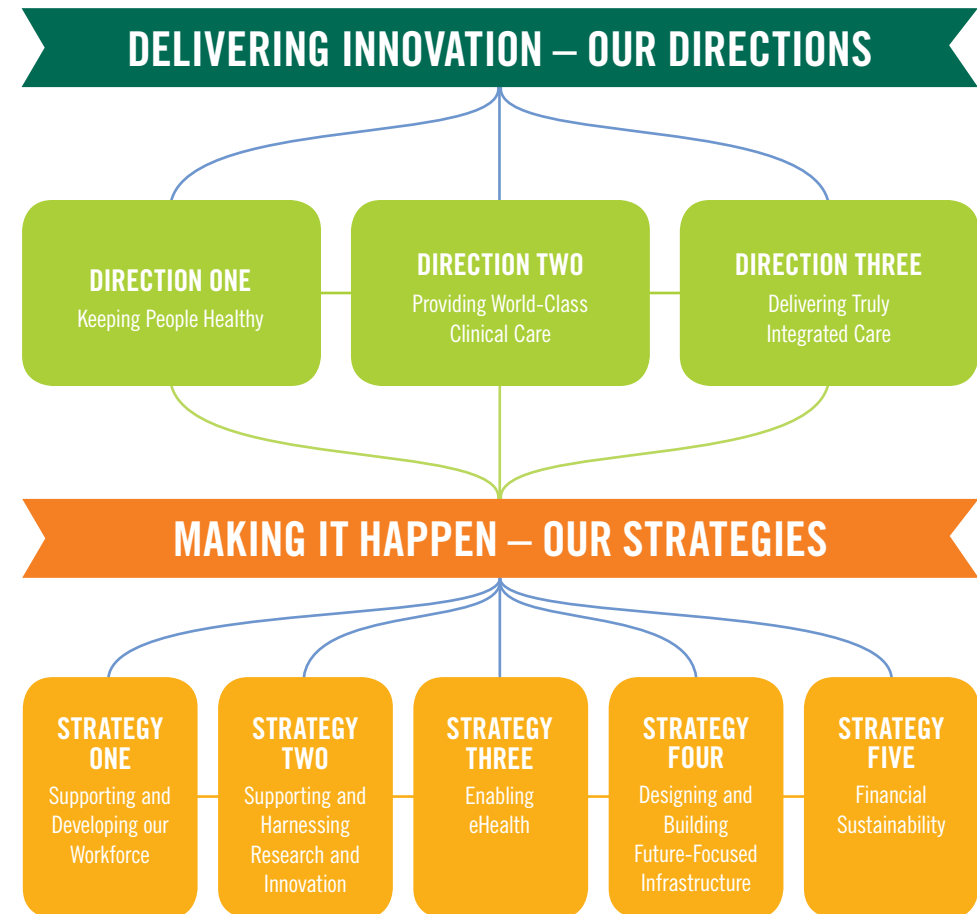 DELIVERING INNOVATION – OUR DIRECTIONS
DIRECTION ONE
Keeping People Healthy
DIRECTION TWO
Providing World-Class
Clinical Care
DIRECTION THREE
Delivering Truly
Integrated Care
MAKING IT HAPPEN – OUR STRATEGIES
STRATEGY
ONE
Supporting and
Developing our
Workforce
STRATEGY
TWO
Supporting and
Harnessing
Research and
Innovation
STRATEGY
THREE
Enabling
eHealth
STRATEGY
FOUR
Designing and
Building
Future-Focused
Infrastructure
STRATEGY
FIVE
Financial
Sustainability